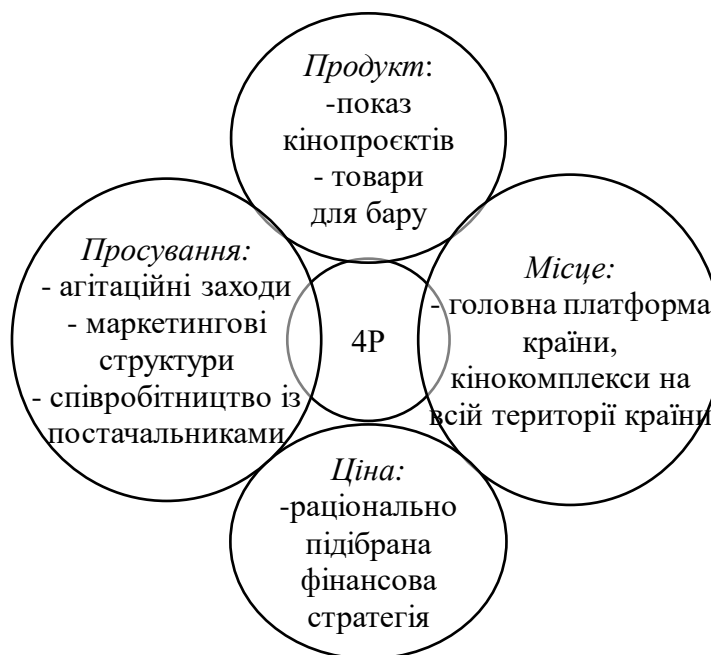 Продукт:
-показ
кінопроєктів
- товари
для бару
Просування:
- агітаційні заходи
- маркетингові
структури
- співробітництво із
постачальниками
4Р
Місце:
- головна платформа
країни,
кінокомплекси на
всій території країни
Ціна:
-раціонально
підібрана
фінансова
стратегія